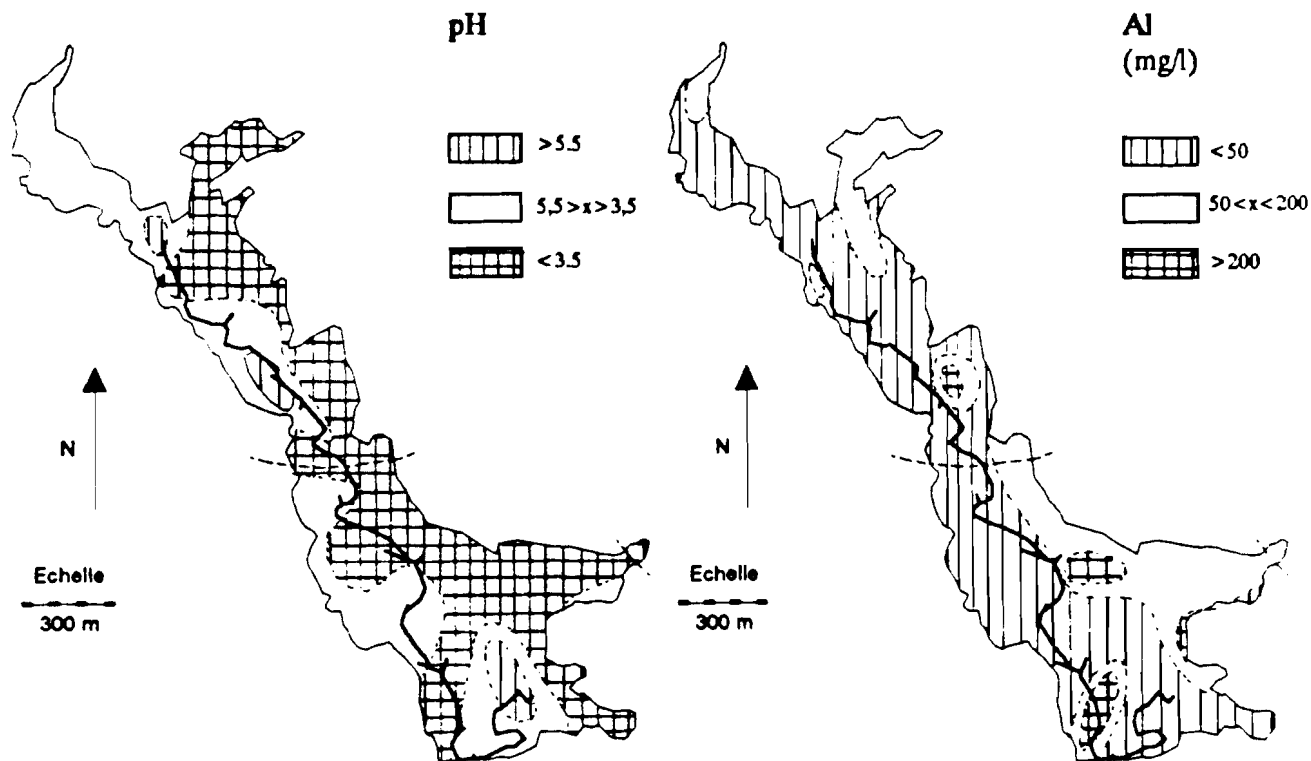 pH
>5.5
5,5>x>3,5
<3.5
N
Echelle
300 m
Al
(mg/l)
<50
50<x<200
>200
N
Echelle
300 m